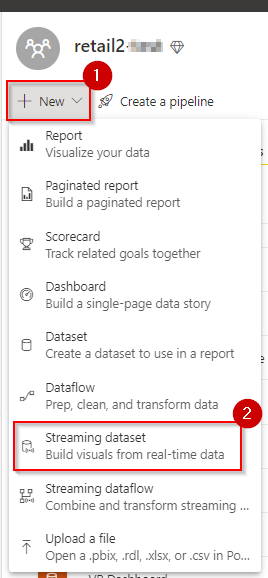 retail2-
1
New
Create a pipeline
Report
Visualize your data
Paginated report
Build a paginated report
Scorecard
Track related goals together
Dashboard
Build a single-page data story
Dataset
Create a dataset to use in a report
Dataflow
Prep, clean, and transform data
2
Streaming dataset
Build visuals from real-time data
Streaming dataflow
Combine and transform streaming ...
Upload a file
Open a .pbix, .rdl, .xlsx, or .csv in Po...